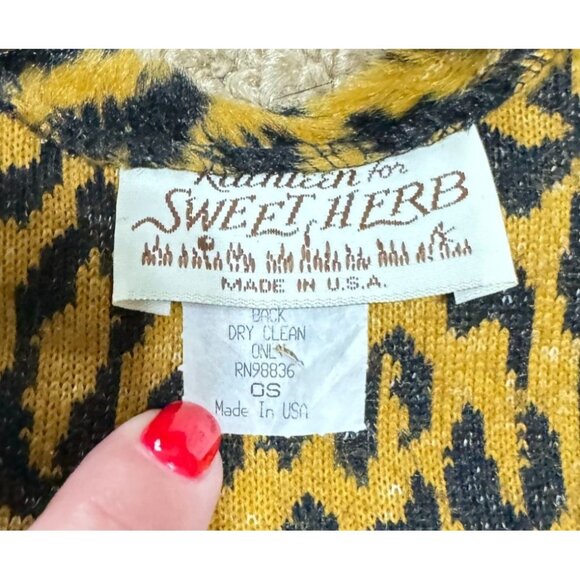 Kathleen for
SWEET HERB
MADE IN U.S.A.
BACK
DRY CLEAN
ONLY
RN98836
OS
Made In USA